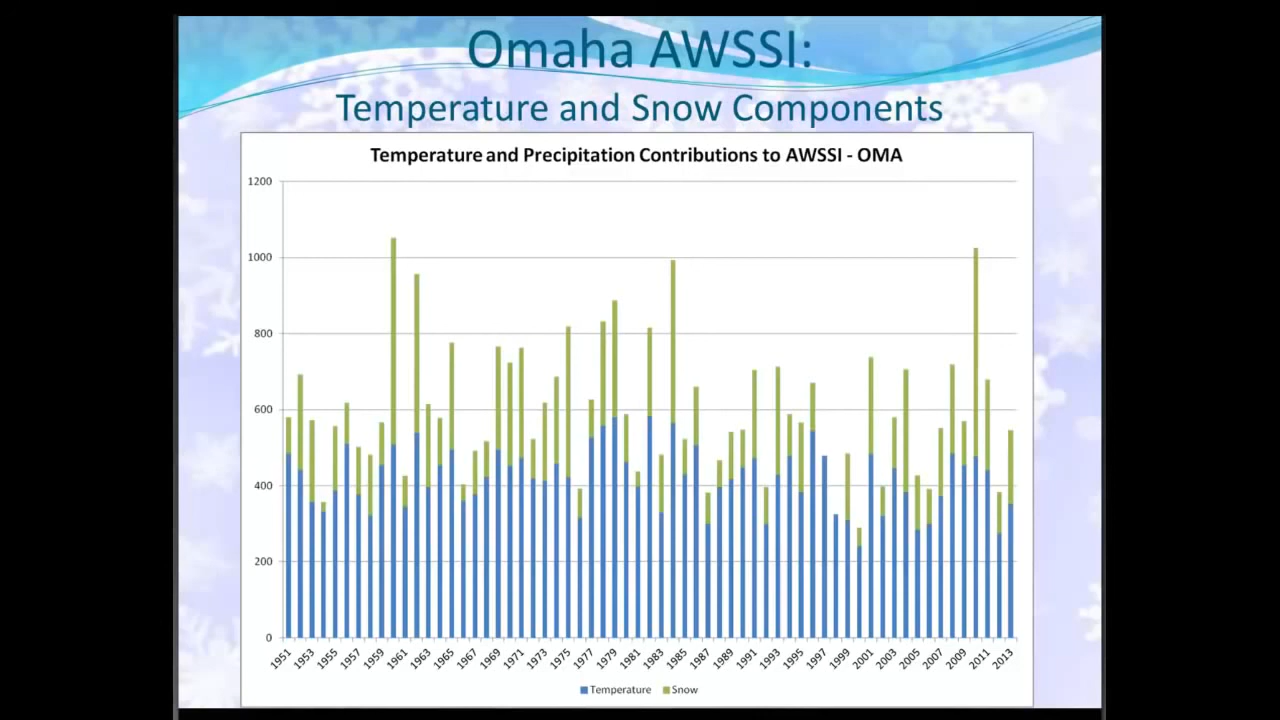 Omaha AWSSI:
Temperature and Snow Components
Temperature and Precipitation Contributions to AWSSI - OMA
1200
1000
800
600
400
200
0
1951 1953 1955 1957 1959 1961 1963 1965 1967 1969 1971 1973 1975 1977 1979 1981 1983 1985 1987 1989 1991 1993 1995 1997 1999 2001 2003 2005 2007 2009 2011 2013
Temperature Snow